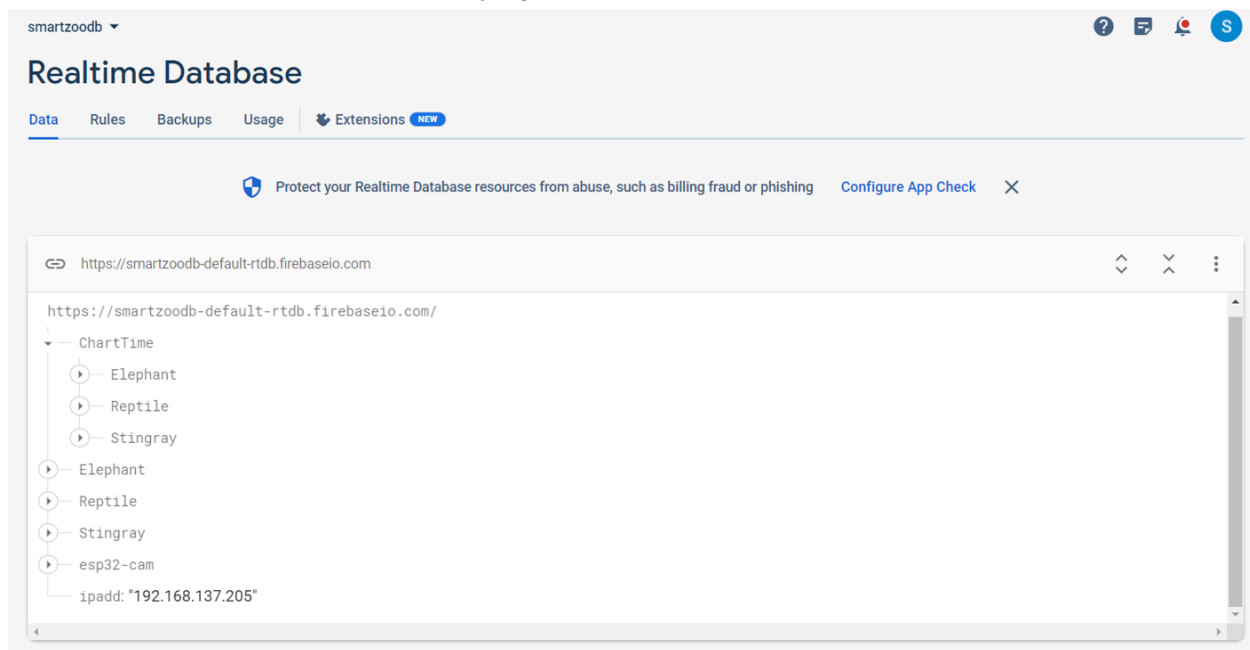 smartzoodb
S
Realtime Database
Data Rules Backups Usage Extensions NEW
Protect your Realtime Database resources from abuse, such as billing fraud or phishing Configure App Check
https://smartzoodb-default-rtdb.firebaseio.com
https://smartzoodb-default-rtdb.firebaseio.com/
ChartTime
Elephant
Reptile
Stingray
Elephant
Reptile
Stingray
esp32-cam
ipadd: "192.168.137.205"